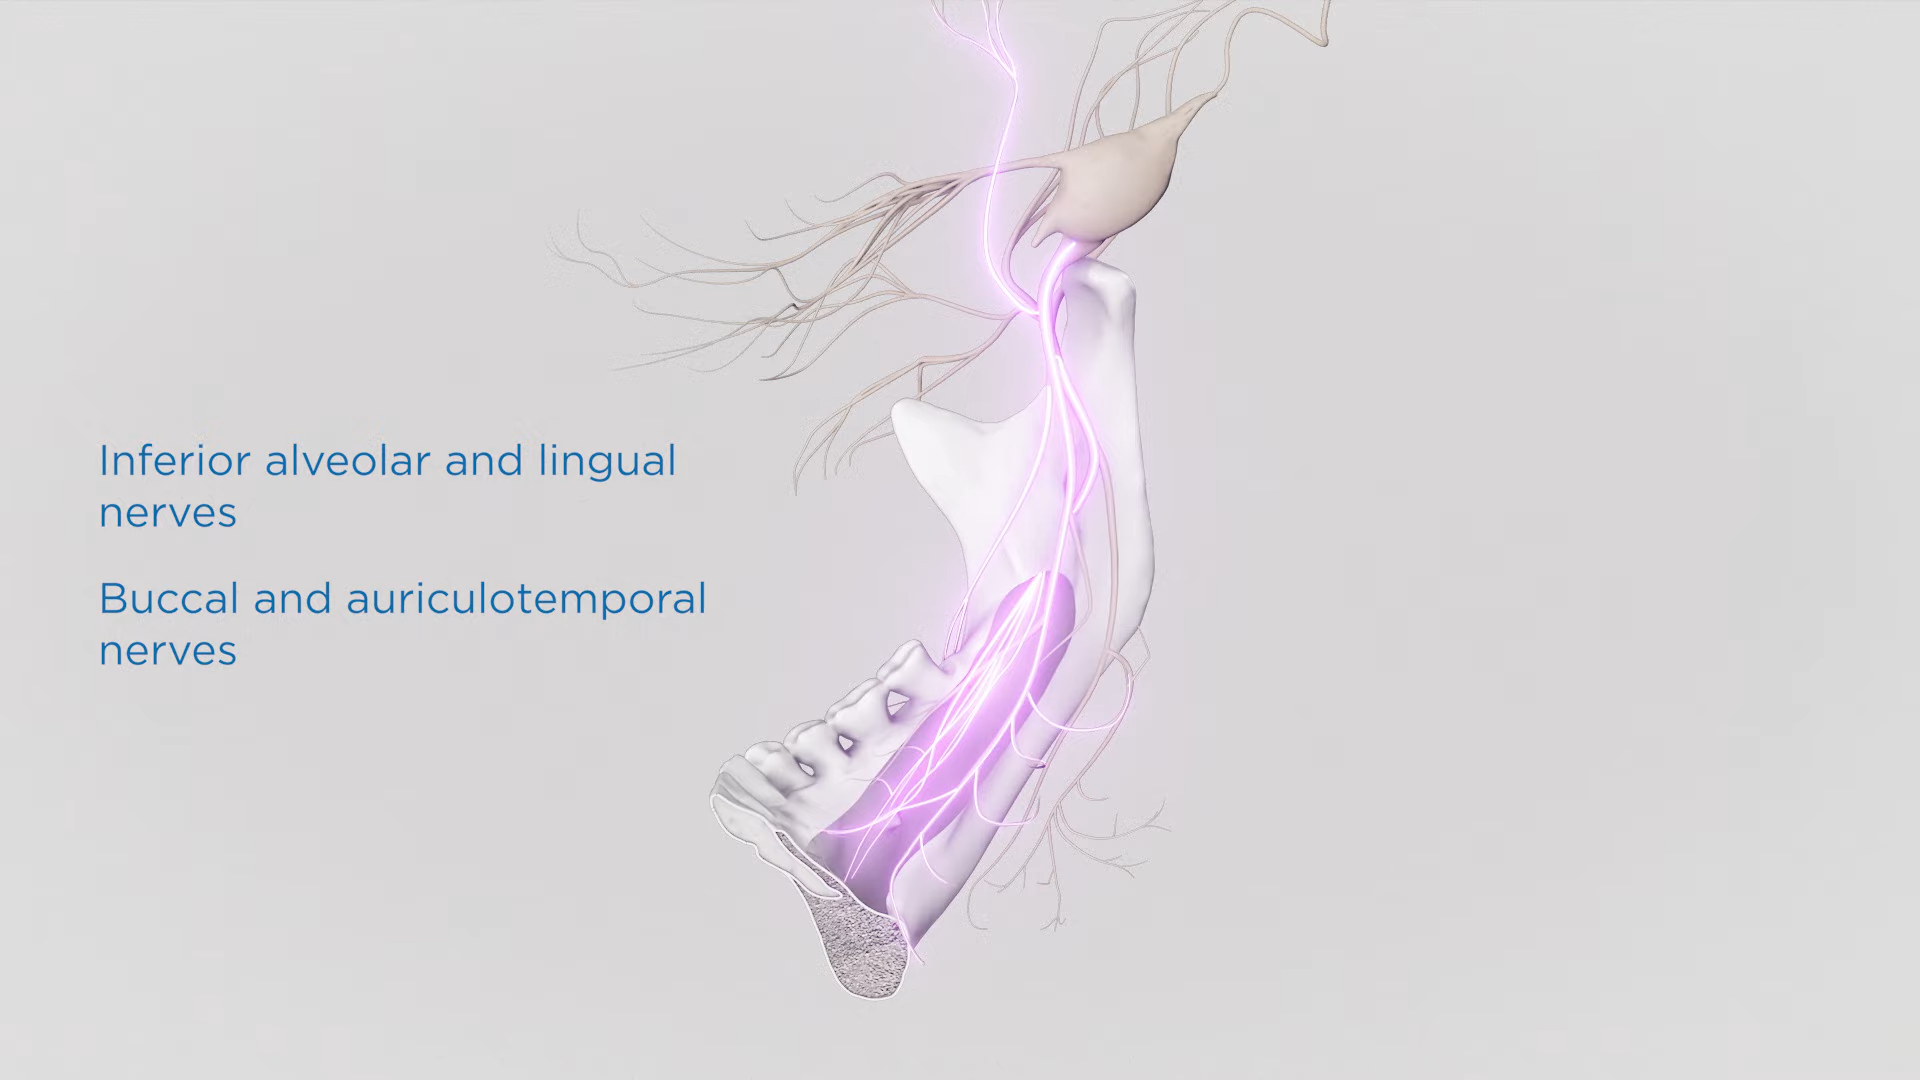 Inferior alveolar and lingual
nerves
Buccal and auriculotemporal
nerves